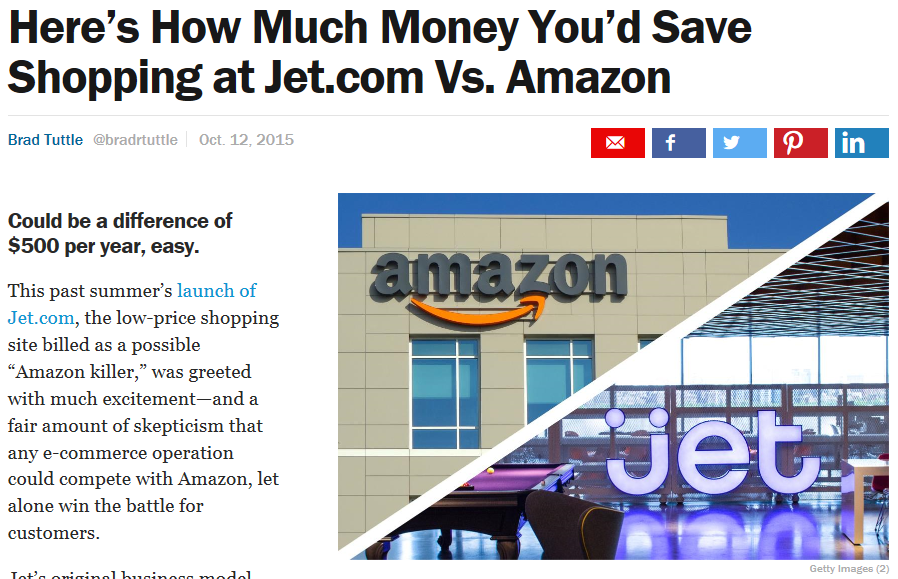 Here’s How Much Money You’d Save
Shopping at Jet.com Vs. Amazon
Brad Tuttle @bradrtuttle Oct. 12, 2015
f
in
Could be a difference of
$500 per year, easy.
This past summer’s launch of
Jet.com, the low-price shopping
site billed as a possible
“Amazon killer,” was greeted
with much excitement—and a
fair amount of skepticism that
any e-commerce operation
could compete with Amazon, let
alone win the battle for
customers.
Jet’s original business model
amazon
jet
Getty Images (2)